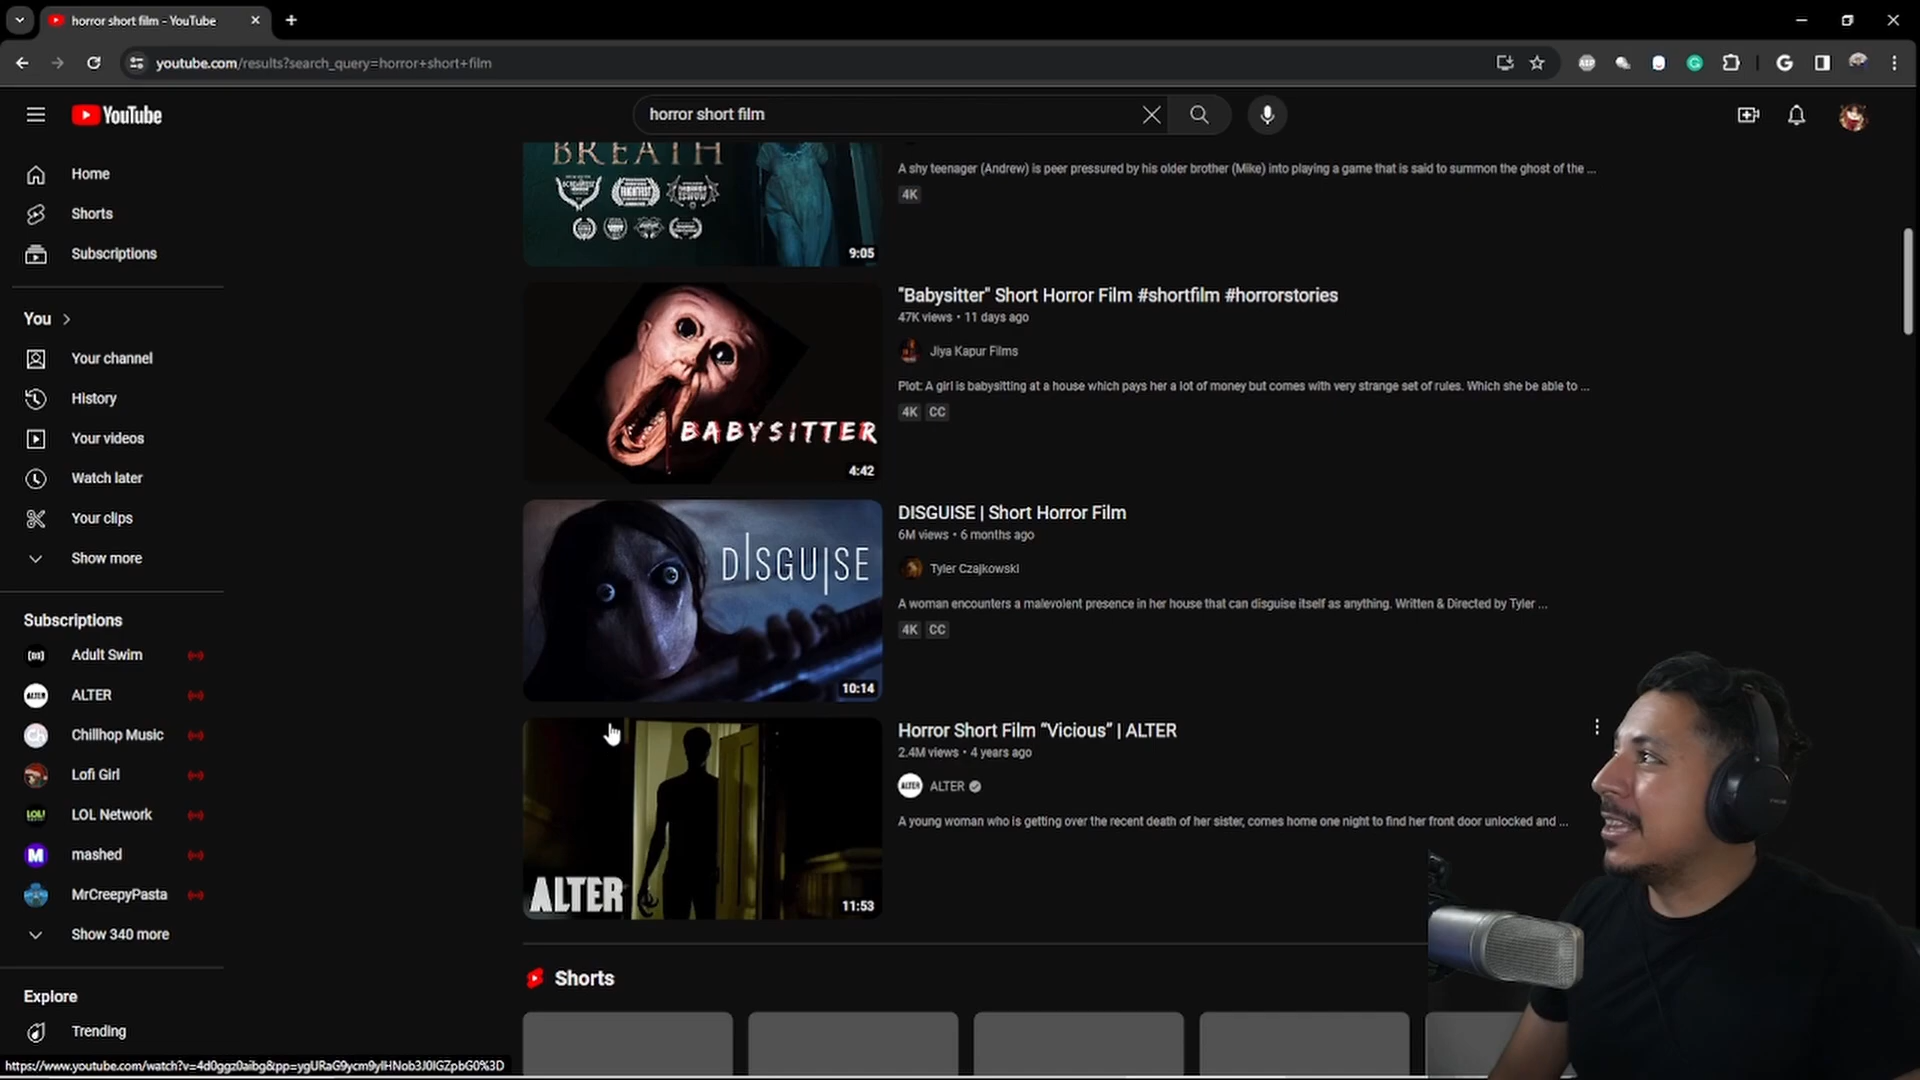 horror short film - YouTube
youtube.com/results?search_query=horror+short+film
YouTube
horror short film
Home
Shorts
Subscriptions
You
Your channel
History
Your videos
Watch later
Your clips
Show more
Subscriptions
Adult Swim
ALTER
Chillhop Music
Lofi Girl
LOL Network
mashed
MrCreepyPasta
Show 340 more
Explore
Trending
BREATH
9:05
A shy teenager (Andrew) is peer pressured by his older brother (Mike) into playing a game that is said to summon the ghost of the ...
4K
BABYSITTER
4:42
"Babysitter" Short Horror Film #shortfilm #horrorstories
47K views • 11 days ago
Jiya Kapur Films
Plot: A girl is babysitting at a house which pays her a lot of money but comes with very strange set of rules. Which she be able to ...
4K CC
DISGUISE
10:14
DISGUISE | Short Horror Film
6M views • 6 months ago
Tyler Czajkowski
A woman encounters a malevolent presence in her house that can disguise itself as anything. Written & Directed by Tyler ...
4K CC
ALTER
11:53
Horror Short Film “Vicious” | ALTER
2.4M views • 4 years ago
ALTER
A young woman who is getting over the recent death of her sister, comes home one night to find her front door unlocked and ...
Shorts